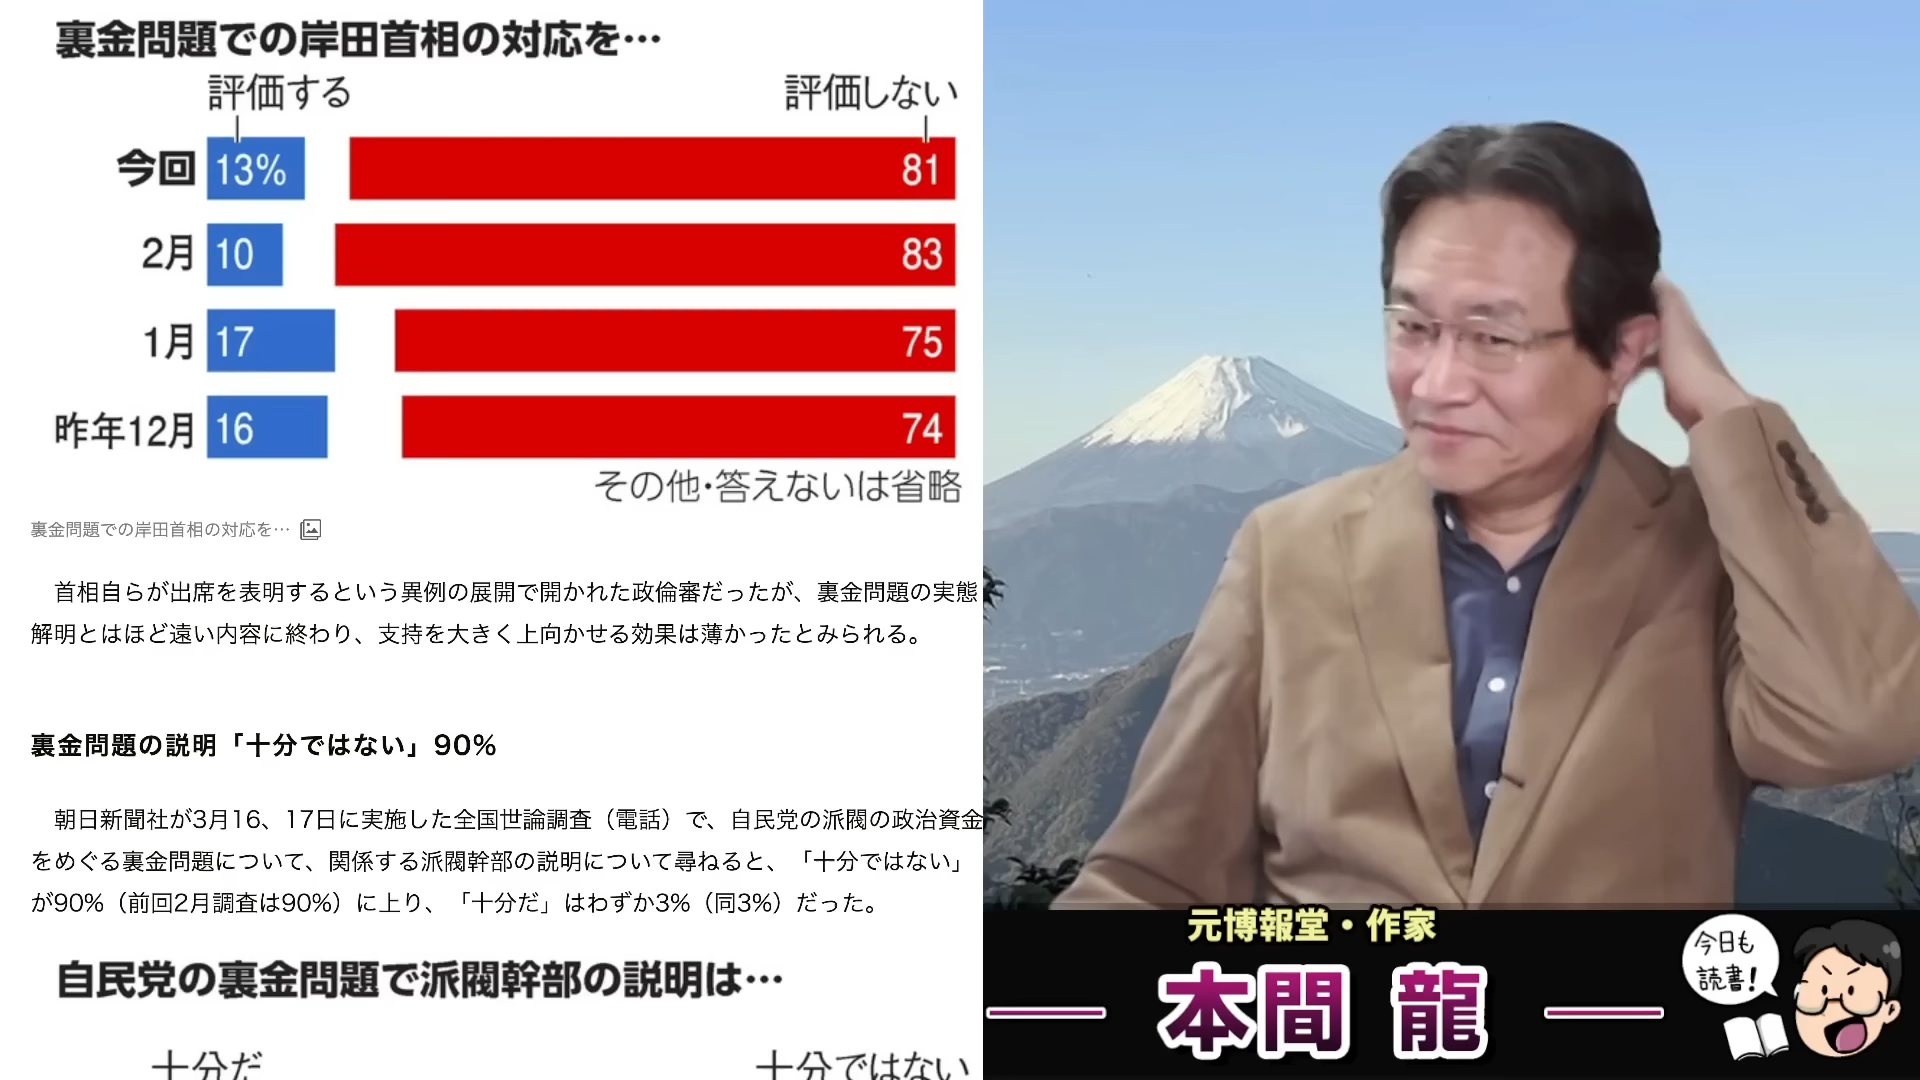 裏金問題での岸田首相の対応を…
評価する 評価しない
今回 13% 81
2月 10 83
1月 17 75
昨年12月 16 74
その他・答えないは省略
裏金問題での岸田首相の対応を…
首相自らが出席を表明するという異例の展開で開かれた政倫審だったが、裏金問題の実態
解明とはほど遠い内容に終わり、支持を大きく上向かせる効果は薄かったとみられる。
裏金問題の説明「十分ではない」90%
朝日新聞社が3月16、17日に実施した全国世論調査（電話）で、自民党の派閥の政治資金
をめぐる裏金問題について、関係する派閥幹部の説明について尋ねると、「十分ではない」
が90%（前回2月調査は90%）に上り、「十分だ」はわずか3%（同3%）だった。
自民党の裏金問題で派閥幹部の説明は…
十分だ 十分ではない
元博報堂・作家
本間 龍
今日も
読書!